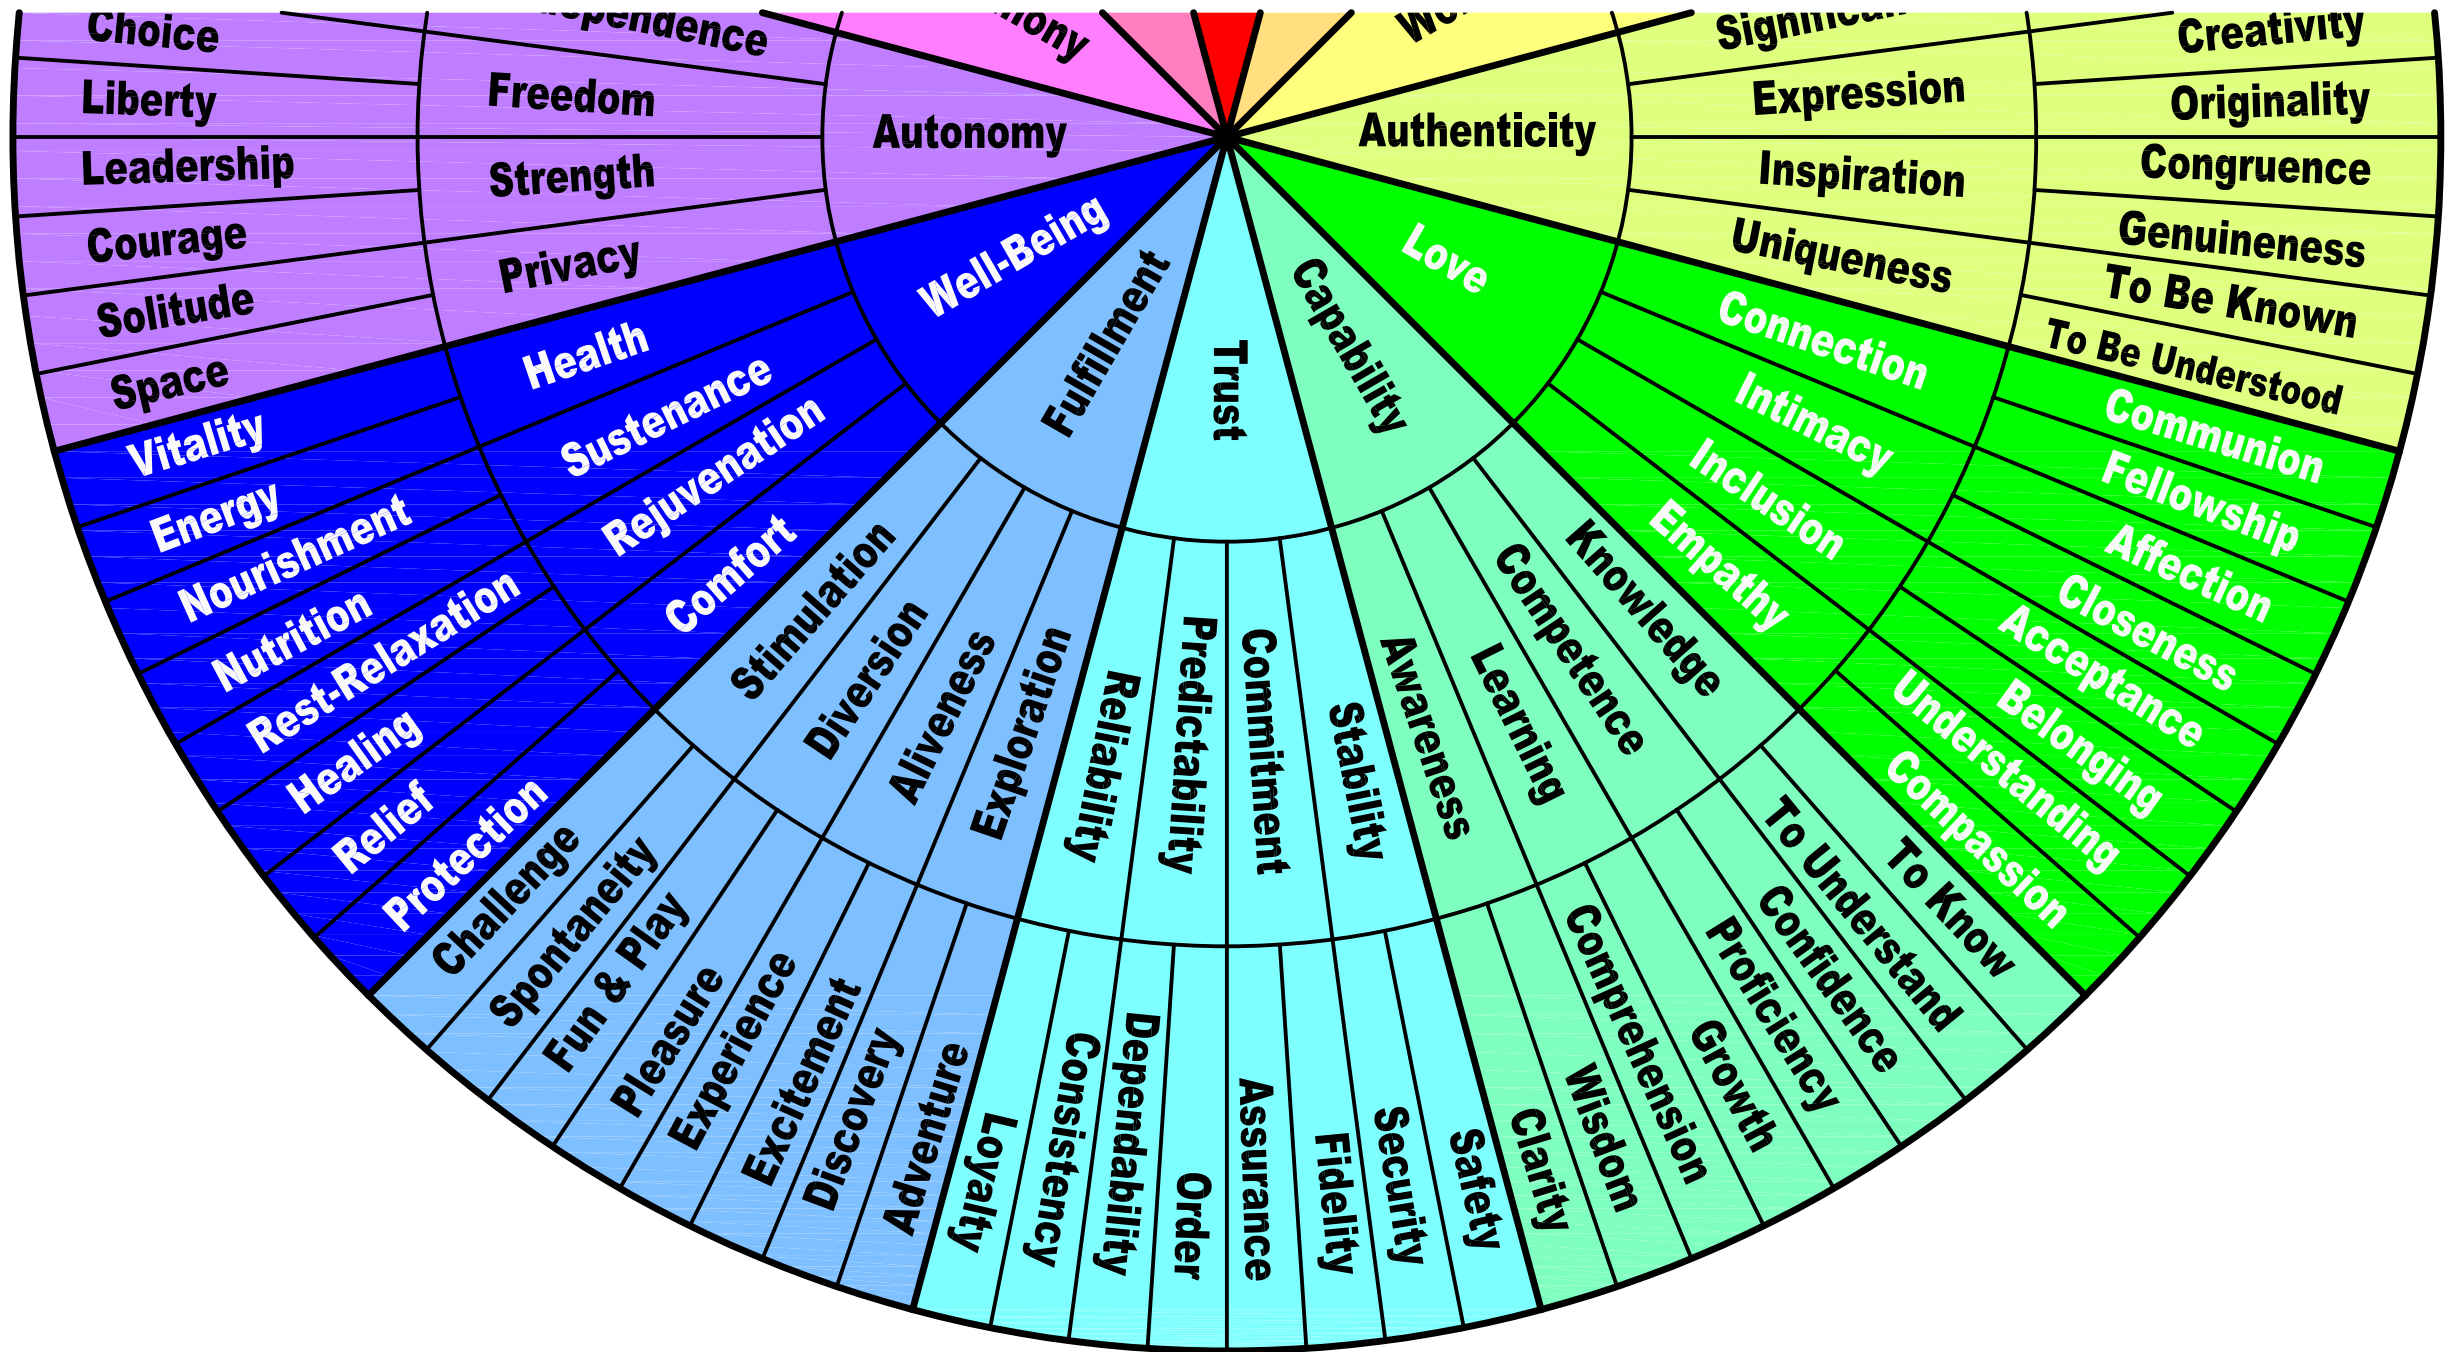 Choice
Liberty
Leadership
Courage
Solitude
Space
Freedom
Strength
Privacy
Autonomy
Authenticity
Expression
Inspiration
Uniqueness
Creativity
Originality
Congruence
Genuineness
To Be Known
To Be Understood
Well-Being
Health
Sustenance
Rejuvenation
Comfort
Vitality
Energy
Nourishment
Nutrition
Rest-Relaxation
Healing
Relief
Protection
Fulfillment
Stimulation
Diversion
Aliveness
Exploration
Challenge
Spontaneity
Fun & Play
Pleasure
Experience
Excitement
Discovery
Adventure
Trust
Reliability
Predictability
Commitment
Stability
Loyalty
Consistency
Dependability
Order
Assurance
Fidelity
Security
Safety
Capability
Awareness
Learning
Competence
Knowledge
Clarity
Wisdom
Comprehension
Growth
Proficiency
Confidence
To Understand
To Know
Love
Connection
Intimacy
Inclusion
Empathy
Communion
Fellowship
Affection
Closeness
Acceptance
Belonging
Understanding
Compassion